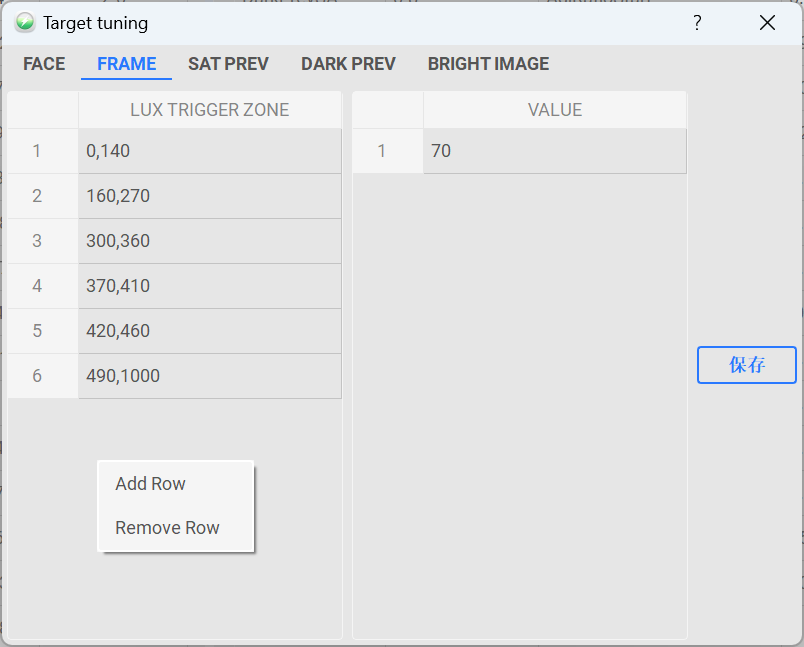 Target tuning
?
FACE FRAME SAT PREV DARK PREV BRIGHT IMAGE
LUX TRIGGER ZONE
1 0,140
2 160,270
3 300,360
4 370,410
5 420,460
6 490,1000
Add Row
Remove Row
VALUE
1 70
保存